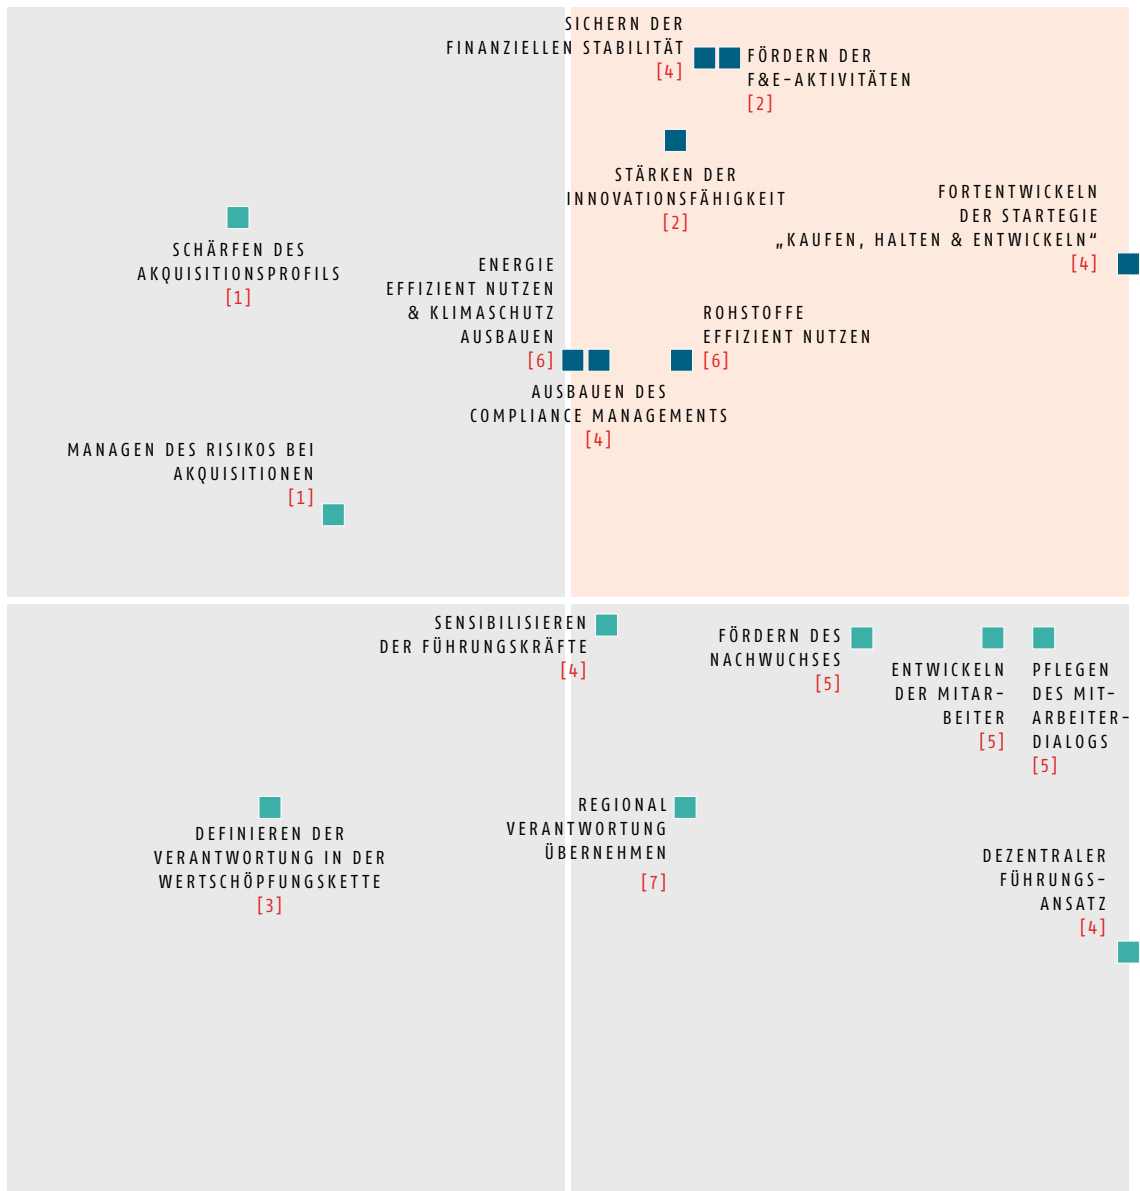 SICHERN DER
FINANZIELLEN STABILITÄT
[4]
FÖRDERN DER
F&E-AKTIVITÄTEN
[2]
STÄRKEN DER
INNOVATIONSFÄHIGKEIT
[2]
FORTENTWICKELN
DER STARTEGIE
„KAUFEN, HALTEN & ENTWICKELN“
[4]
SCHÄRFEN DES
AKQUISITIONSPROFILS
[1]
ENERGIE
EFFIZIENT NUTZEN
& KLIMASCHUTZ
AUSBAUEN
[6]
ROHSTOFFE
EFFIZIENT NUTZEN
[6]
AUSBAUEN DES
COMPLIANCE MANAGEMENTS
[4]
MANAGEN DES RISIKOS BEI
AKQUISITIONEN
[1]
SENSIBILISIEREN
DER FÜHRUNGSKRÄFTE
[4]
FÖRDERN DES
NACHWUCHSES
[5]
ENTWICKELN
DER MITAR-
BEITER
[5]
PFLEGEN
DES MIT-
ARBEITER-
DIALOGS
[5]
DEFINIEREN DER
VERANTWORTUNG IN DER
WERTSCHÖPFUNGSKETTE
[3]
REGIONAL
VERANTWORTUNG
ÜBERNEHMEN
[7]
DEZENTRALER
FÜHRUNGS-
ANSATZ
[4]